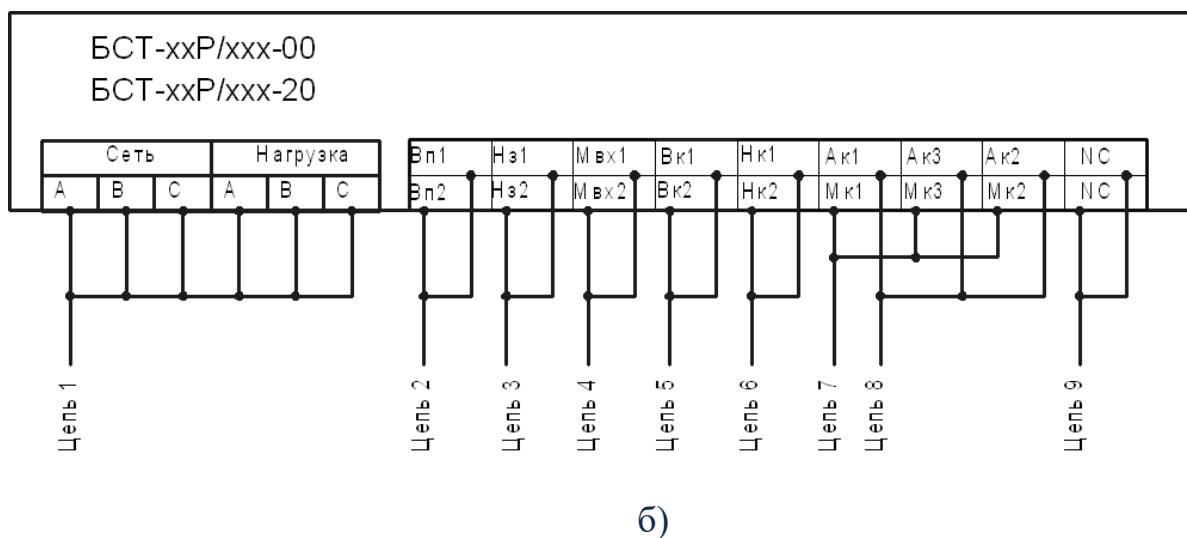 БСТ-ххР/ххх-00
БСТ-ххР/ххх-20
Сеть Нагрузка
А В С А В С
Вп1 Нз1 Мвх1 Вк1 Нк1 Ак1 Ак3 Ак2 NC
Вп2 Нз2 Мвх2 Вк2 Нк2 Мк1 Мк3 Мк2 NC
Цепь 1 Цепь 2 Цепь 3 Цепь 4 Цепь 5 Цепь 6 Цепь 7 Цепь 8 Цепь 9
б)